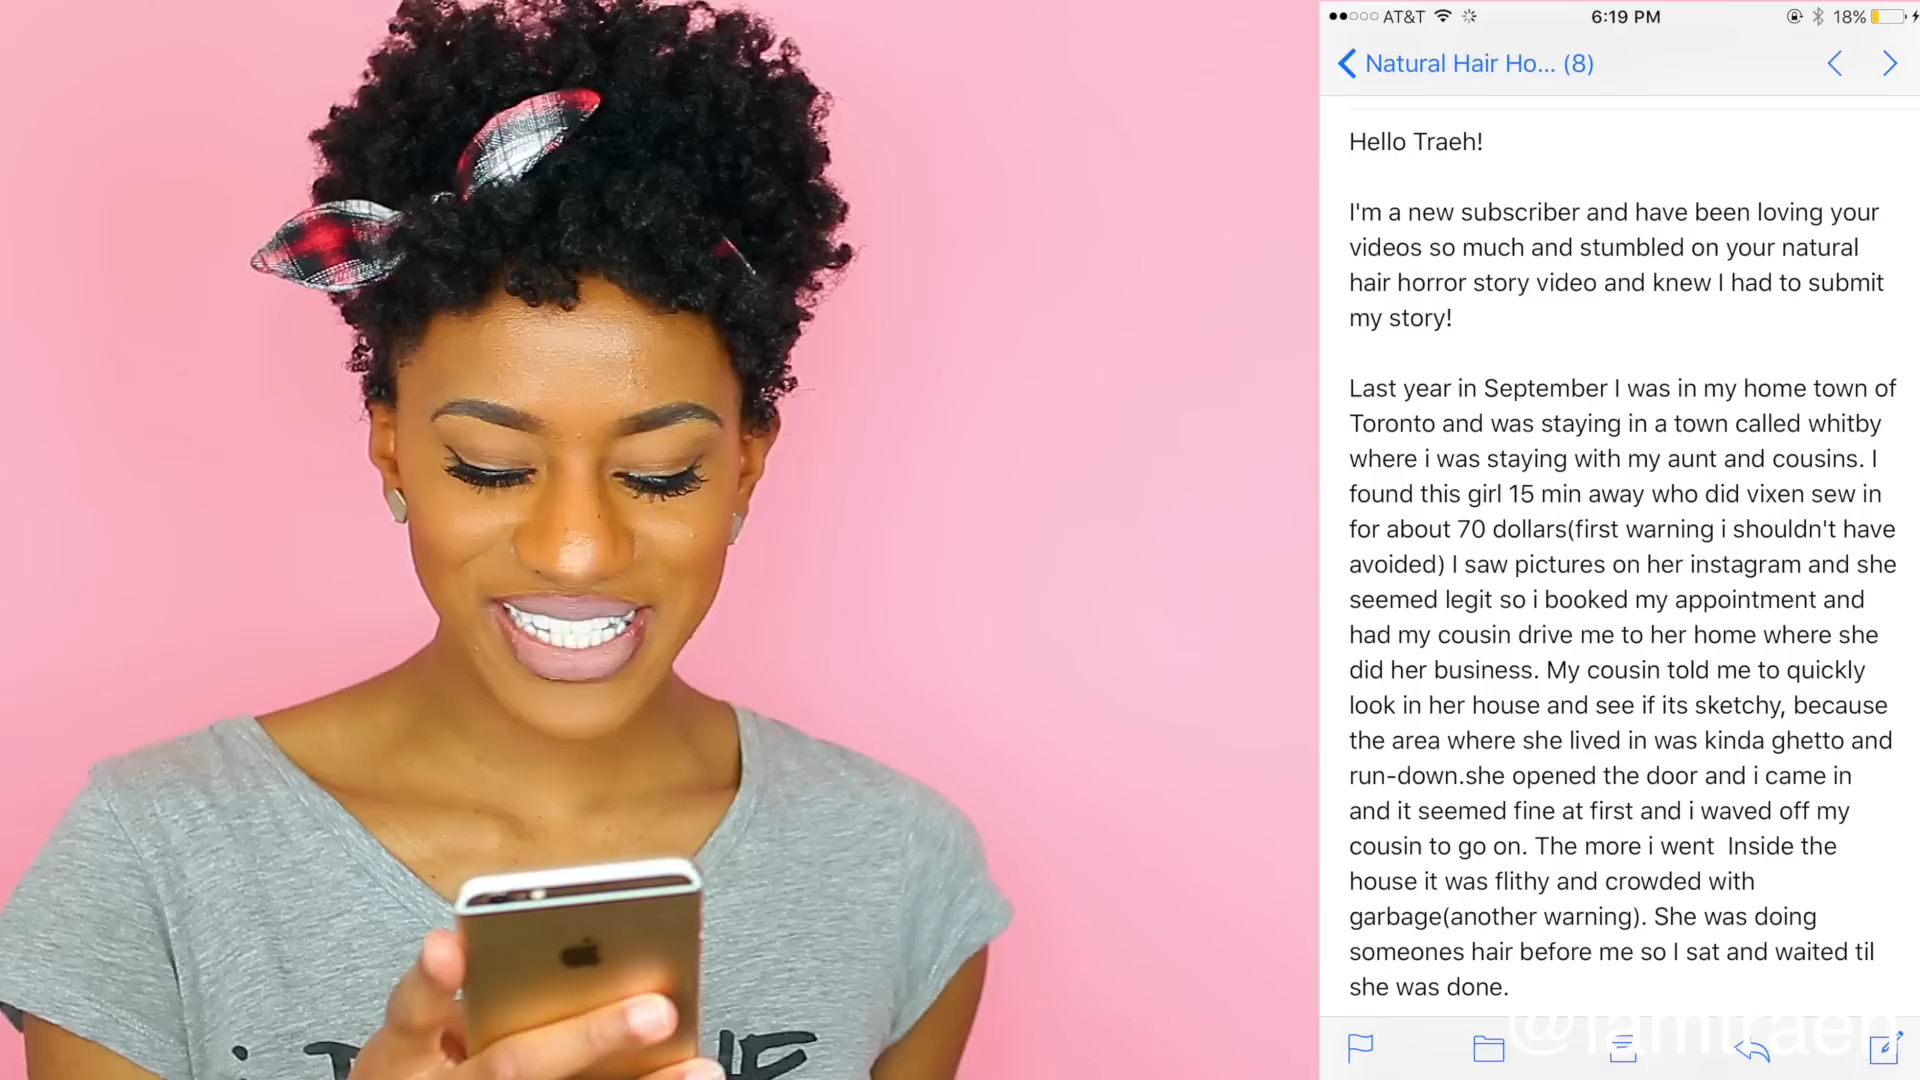 AT&T 6:19 PM 18%
Natural Hair Ho... (8)
Hello Traeh!
I'm a new subscriber and have been loving your
videos so much and stumbled on your natural
hair horror story video and knew I had to submit
my story!
Last year in September I was in my home town of
Toronto and was staying in a town called whitby
where i was staying with my aunt and cousins. I
found this girl 15 min away who did vixen sew in
for about 70 dollars(first warning i shouldn't have
avoided) I saw pictures on her instagram and she
seemed legit so i booked my appointment and
had my cousin drive me to her home where she
did her business. My cousin told me to quickly
look in her house and see if its sketchy, because
the area where she lived in was kinda ghetto and
run-down.she opened the door and i came in
and it seemed fine at first and i waved off my
cousin to go on. The more i went  Inside the
house it was flithy and crowded with
garbage(another warning). She was doing
someones hair before me so I sat and waited til
she was done.
@iamtraeh